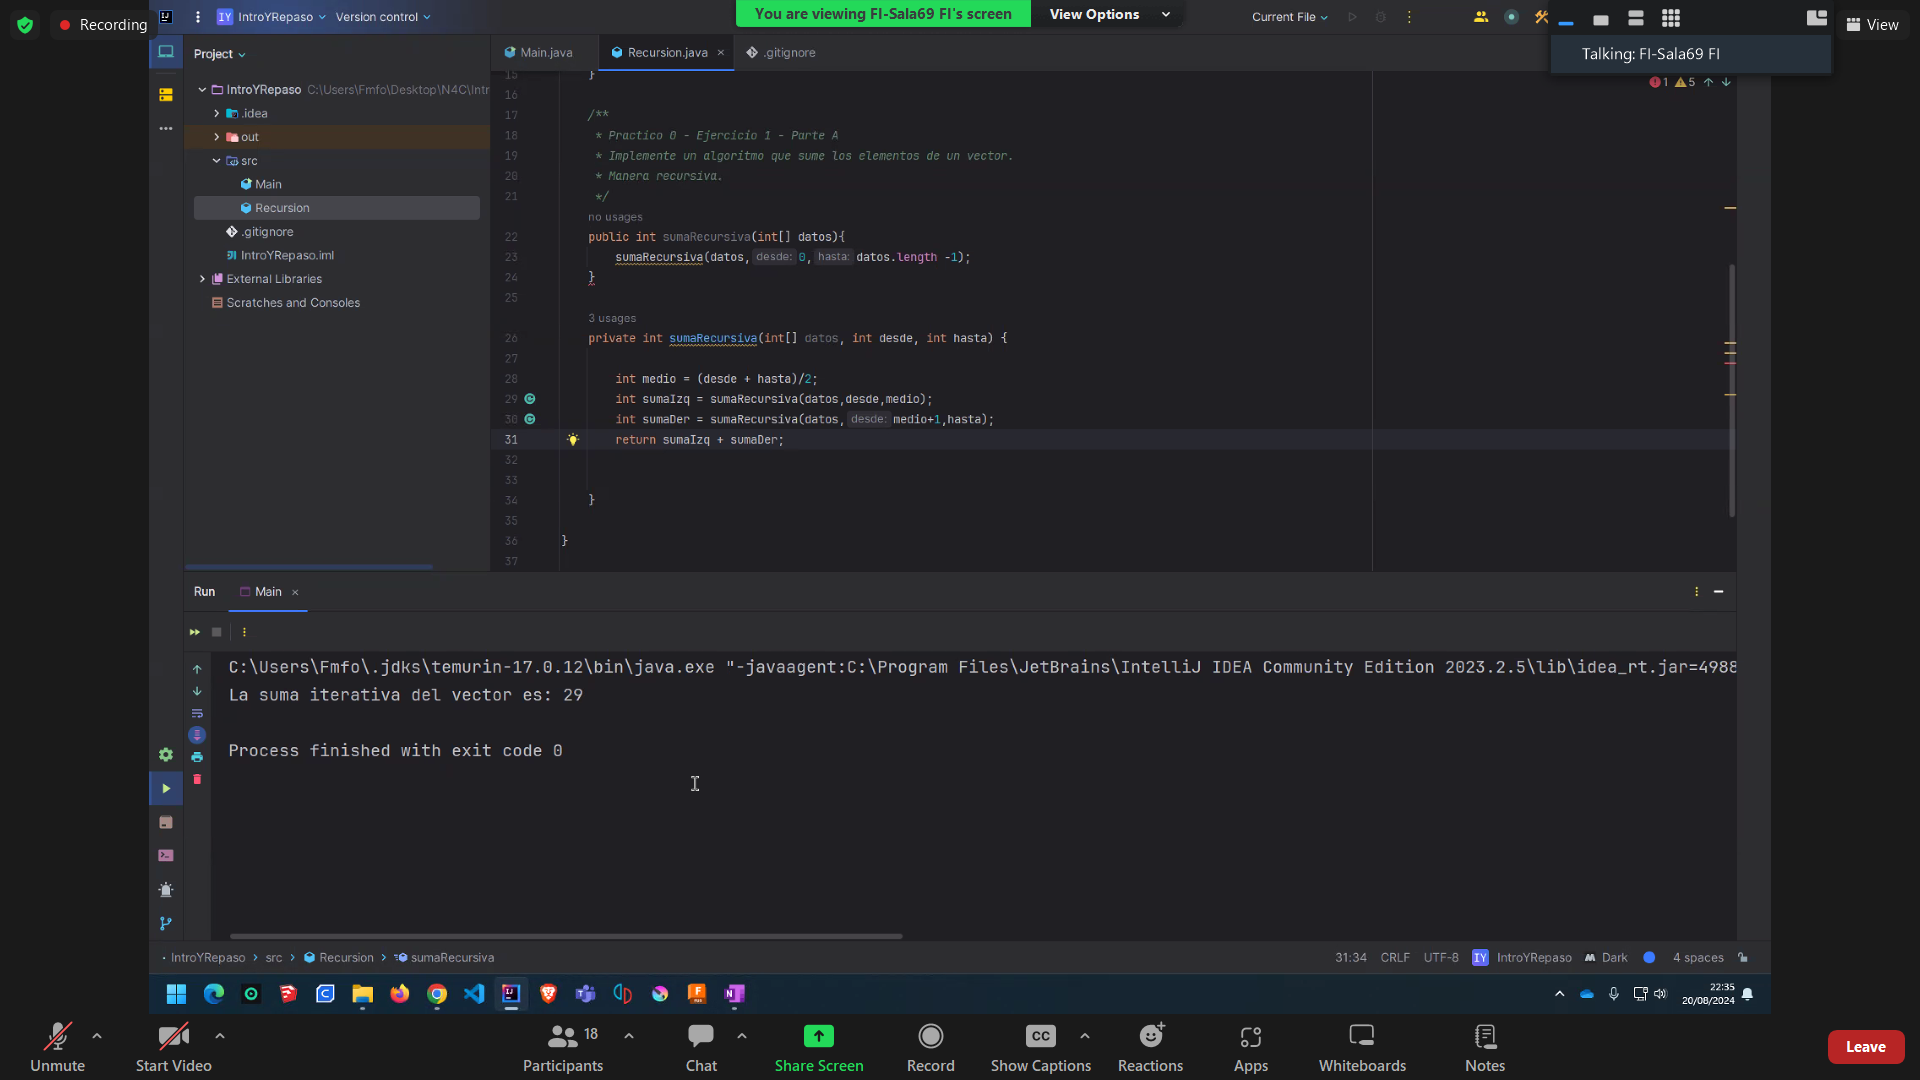 Recording
IY IntroYRepaso Version control
You are viewing FI-Sala69 FI's screen View Options
Current File
View
Talking: FI-Sala69 FI
Project
Main.java Recursion.java × .gitignore
1 5
IntroYRepaso C:\Users\Fmfo\Desktop\N4C\Intr
.idea
out
src
Main
Recursion
.gitignore
IntroYRepaso.iml
External Libraries
Scratches and Consoles
15 }
16
17 /**
18 * Practico 0 - Ejercicio 1 - Parte A
19 * Implemente un algoritmo que sume los elementos de un vector.
20 * Manera recursiva.
21 */
no usages
22 public int sumaRecursiva(int[] datos){
23 sumaRecursiva(datos, desde: 0, hasta: datos.length -1);
24 }
25
3 usages
26 private int sumaRecursiva(int[] datos, int desde, int hasta) {
27
28 int medio = (desde + hasta)/2;
29 int sumaIzq = sumaRecursiva(datos,desde,medio);
30 int sumaDer = sumaRecursiva(datos, desde: medio+1,hasta);
31 return sumaIzq + sumaDer;
32
33
34 }
35
36 }
37
Run Main ×
C:\Users\Fmfo\.jdks\temurin-17.0.12\bin\java.exe "-javaagent:C:\Program Files\JetBrains\IntelliJ IDEA Community Edition 2023.2.5\lib\idea_rt.jar=4988
La suma iterativa del vector es: 29
Process finished with exit code 0
IntroYRepaso > src > Recursion > sumaRecursiva
31:34 CRLF UTF-8 IY IntroYRepaso Dark 4 spaces
22:35
20/08/2024
Unmute
Start Video
18
Participants
Chat
Share Screen
Record
CC
Show Captions
Reactions
Apps
Whiteboards
Notes
Leave